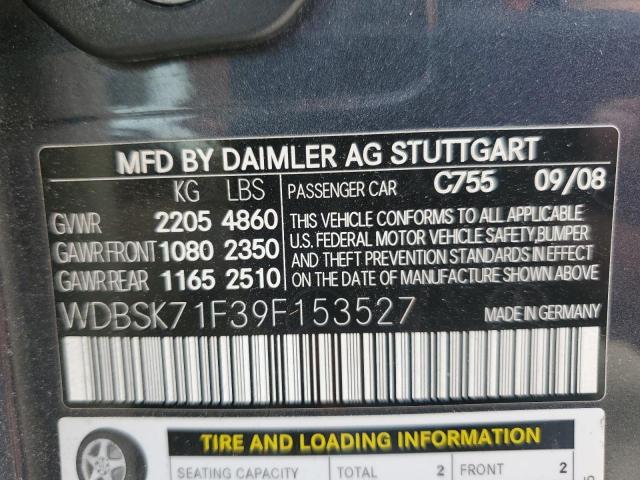 MFD BY DAIMLER AG STUTTGART
KG LBS PASSENGER CAR C755 09/08
GVWR 2205 4860 THIS VEHICLE CONFORMS TO ALL APPLICABLE
GAWR FRONT 1080 2350 U.S. FEDERAL MOTOR VEHICLE SAFETY, BUMPER
AND THEFT PREVENTION STANDARDS IN EFFECT
GAWR REAR 1165 2510 ON THE DATE OF MANUFACTURE SHOWN ABOVE
WDBSK71F39F153527 MADE IN GERMANY
TIRE AND LOADING INFORMATION
SEATING CAPACITY TOTAL 2 FRONT 2